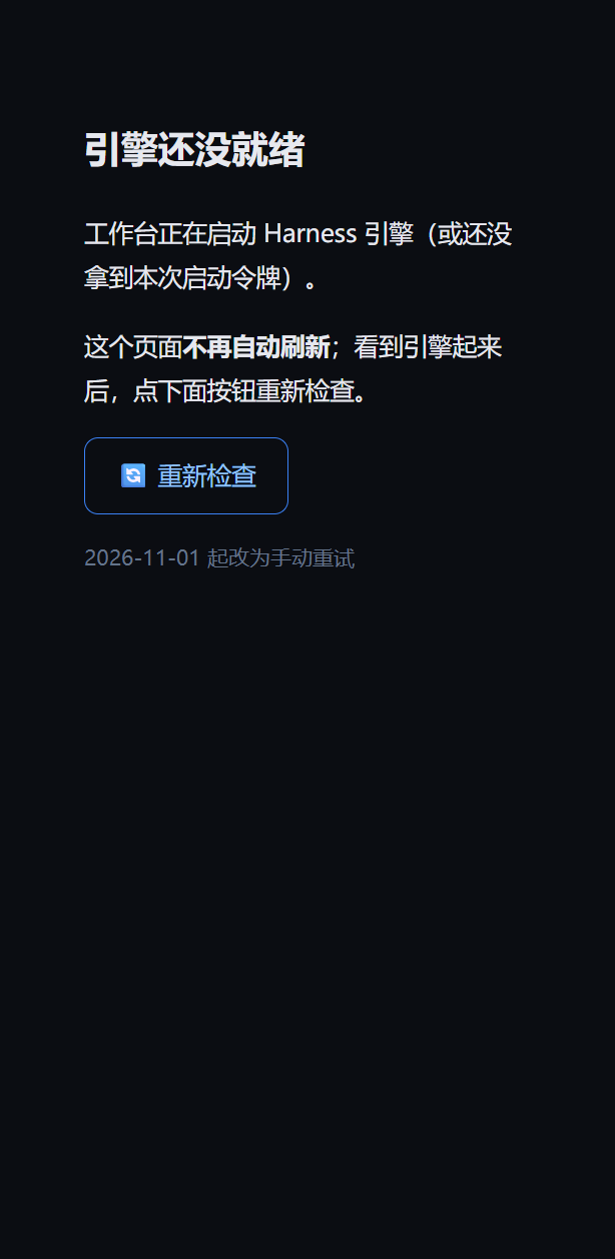 引擎还没就绪
工作台正在启动 Harness 引擎（或还没
拿到本次启动令牌）。
这个页面不再自动刷新；看到引擎起来
后，点下面按钮重新检查。
🔄 重新检查
2026-11-01 起改为手动重试